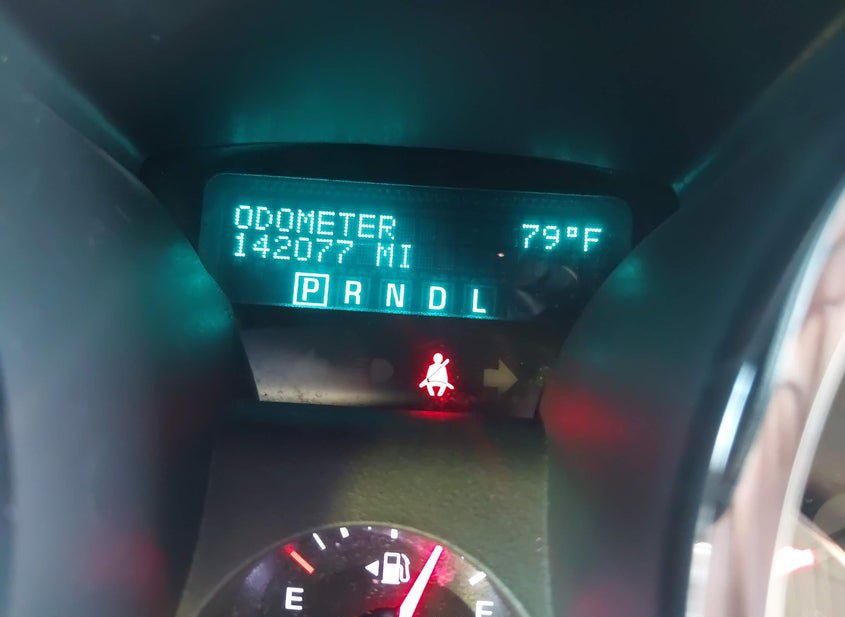 ODOMETER 79°F
142077 MI
P R N D L
E F